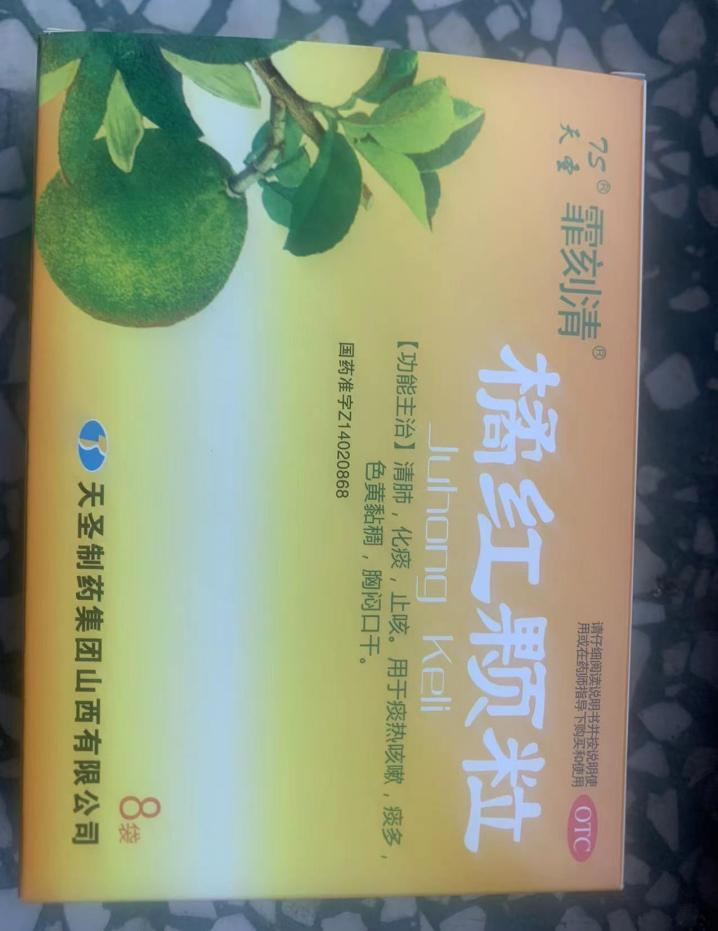 7S®
天圣
霏刻清®
橘红颗粒
Juhong Keli
请仔细阅读说明书并按说明使
用或在药师指导下购买和使用
OTC
【功能主治】清肺，化痰，止咳。用于痰热咳嗽，痰多，
色黄黏稠，胸闷口干。
国药准字Z14020868
8袋
天圣制药集团山西有限公司